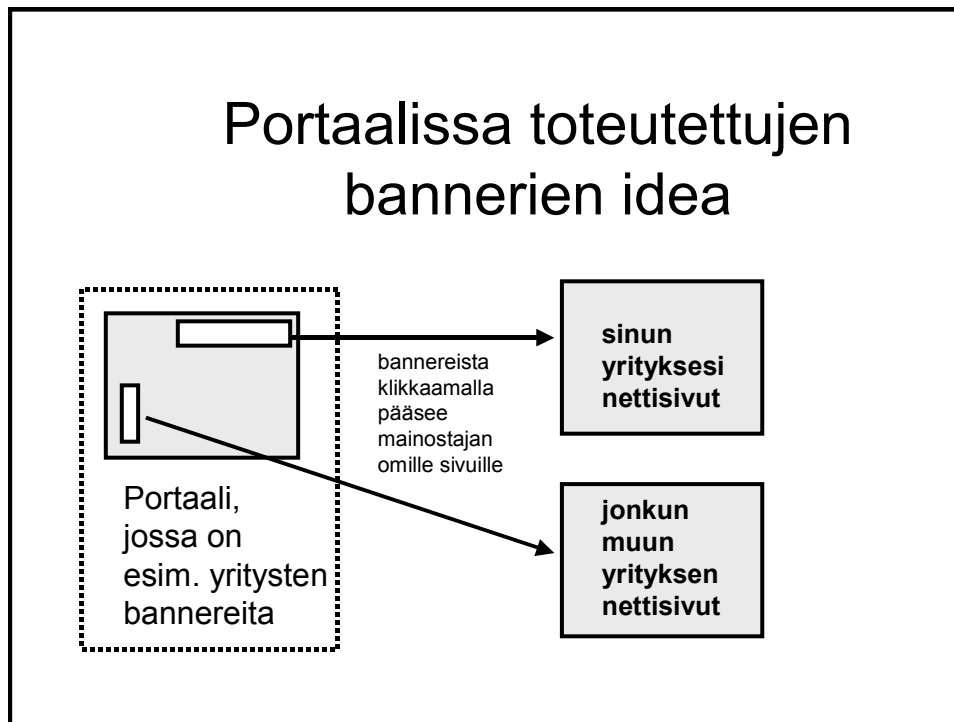 Portaalissa toteutettujen
bannerien idea
bannereista
klikkaamalla
pääsee
mainostajan
omille sivuille
sinun
yrityksesi
nettisivut
Portaali,
jossa on
esim. yritysten
bannereita
jonkun
muun
yrityksen
nettisivut